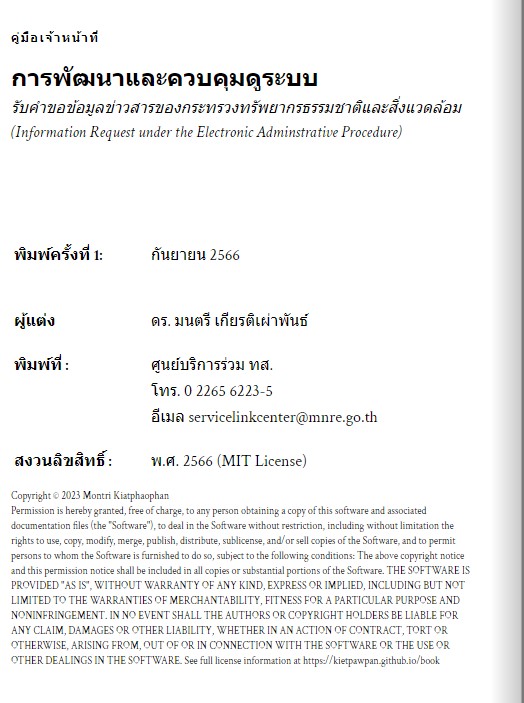 คู่มือเจ้าหน้าที่
การพัฒนาและควบคุมดูระบบ
รับคำขอข้อมูลข่าวสารของกระทรวงทรัพยากรธรรมชาติและสิ่งแวดล้อม
(Information Request under the Electronic Adminstrative Procedure)
พิมพ์ครั้งที่ 1: กันยายน 2566
ผู้แต่ง ดร. มนตรี เกียรติเผ่าพันธ์
พิมพ์ที่ : ศูนย์บริการร่วม ทส.
โทร. 0 2265 6223-5
อีเมล servicelinkcenter@mnre.go.th
สงวนลิขสิทธิ์ : พ.ศ. 2566 (MIT License)
Copyright © 2023 Montri Kiatphaophan
Permission is hereby granted, free of charge, to any person obtaining a copy of this software and associated
documentation files (the "Software"), to deal in the Software without restriction, including without limitation the
rights to use, copy, modify, merge, publish, distribute, sublicense, and/or sell copies of the Software, and to permit
persons to whom the Software is furnished to do so, subject to the following conditions: The above copyright notice
and this permission notice shall be included in all copies or substantial portions of the Software. THE SOFTWARE IS
PROVIDED "AS IS", WITHOUT WARRANTY OF ANY KIND, EXPRESS OR IMPLIED, INCLUDING BUT NOT
LIMITED TO THE WARRANTIES OF MERCHANTABILITY, FITNESS FOR A PARTICULAR PURPOSE AND
NONINFRINGEMENT. IN NO EVENT SHALL THE AUTHORS OR COPYRIGHT HOLDERS BE LIABLE FOR
ANY CLAIM, DAMAGES OR OTHER LIABILITY, WHETHER IN AN ACTION OF CONTRACT, TORT OR
OTHERWISE, ARISING FROM, OUT OF OR IN CONNECTION WITH THE SOFTWARE OR THE USE OR
OTHER DEALINGS IN THE SOFTWARE. See full license information at https://kietpawpan.github.io/book